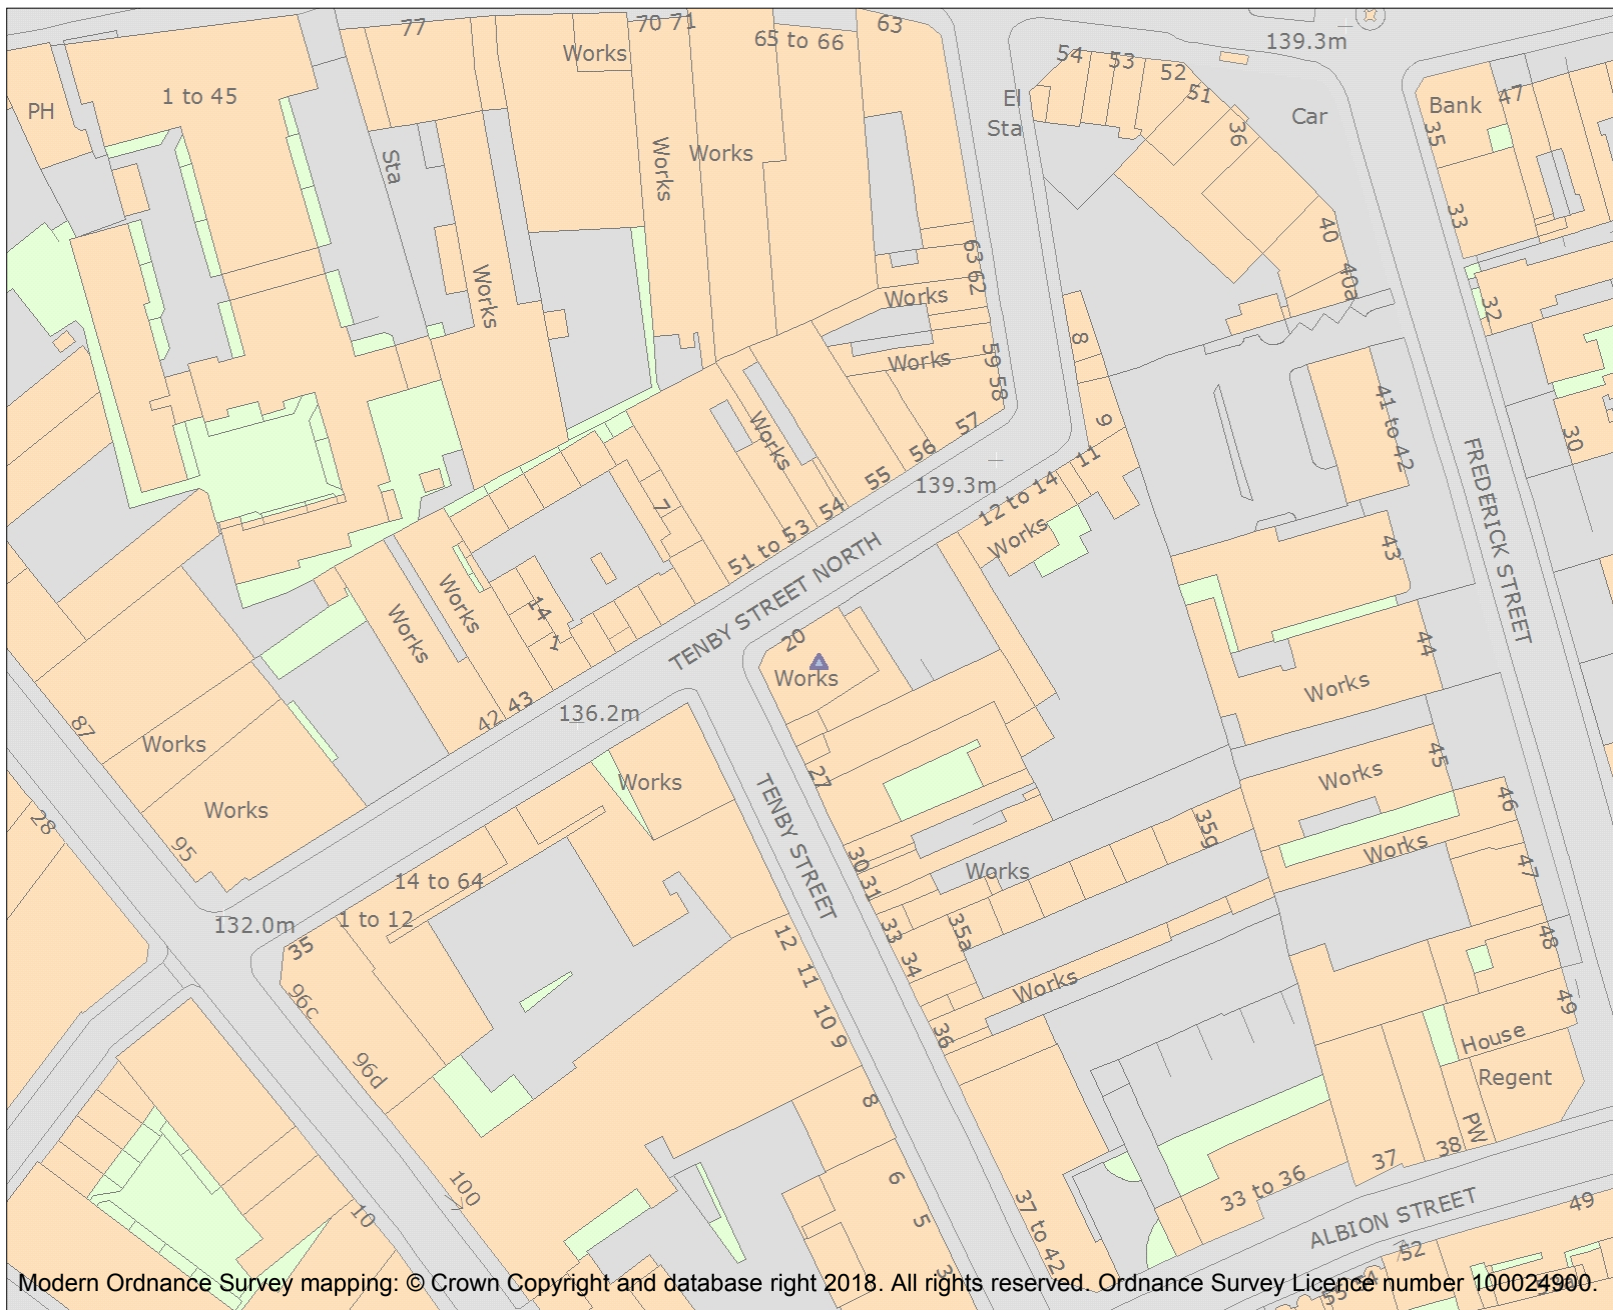 77
70 71
63
65 to 66
139.3m
Works
54
53
52
51
1 to 45
PH
El
Sta
Car
Bank
47
35
36
Sta
Works
Works
33
40
63 62
40a
Works
Works
32
8
59 58
Works
41 to 42
9
57
Works
30
56
11
55
139.3m
FREDERICK STREET
12 to 14
7
54
51 to 53
Works
43
TENBY STREET NORTH
Works
14
Works
1
20
44
Works
Works
42 43
136.2m
87
Works
45
Works
27
Works
46
TENBY STREET
Works
28
35g
Works
95
30 31
Works
47
14 to 64
1 to 12
132.0m
35
12
33
35a
48
34
11
Works
96c
10 9
36
49
House
Regent
96d
8
PW
38
37
33 to 36
6
100
10
5
37 to 42
ALBION STREET
49
52
Modern Ordnance Survey mapping: © Crown Copyright and database right 2018. All rights reserved. Ordnance Survey Licence number 100024900.
55